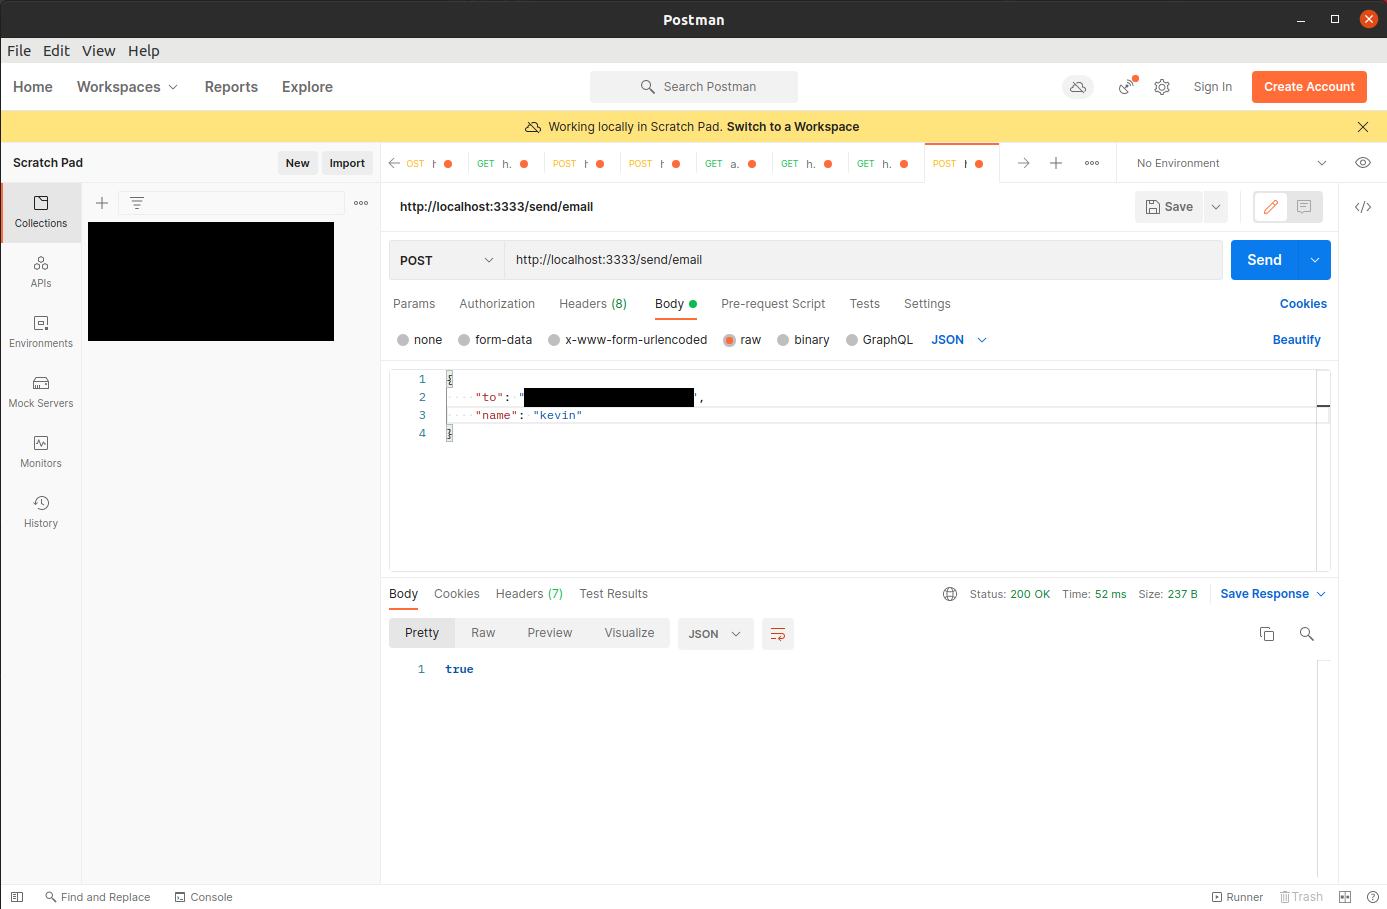 Postman
File Edit View Help
Home Workspaces Reports Explore Search Postman Sign In Create Account
Working locally in Scratch Pad. Switch to a Workspace
Scratch Pad New Import OST GET h. POST POST GET a. GET h. GET h. POST No Environment
Collections
APIs
Environments
Mock Servers
Monitors
History
http://localhost:3333/send/email Save
POST http://localhost:3333/send/email Send
Params Authorization Headers (8) Body Pre-request Script Tests Settings Cookies
none form-data x-www-form-urlencoded raw binary GraphQL JSON Beautify
1 {
2 "to": "",
3 "name": "kevin"
4 }
Body Cookies Headers (7) Test Results Status: 200 OK Time: 52 ms Size: 237 B Save Response
Pretty Raw Preview Visualize JSON
1 true
Find and Replace Console Runner Trash